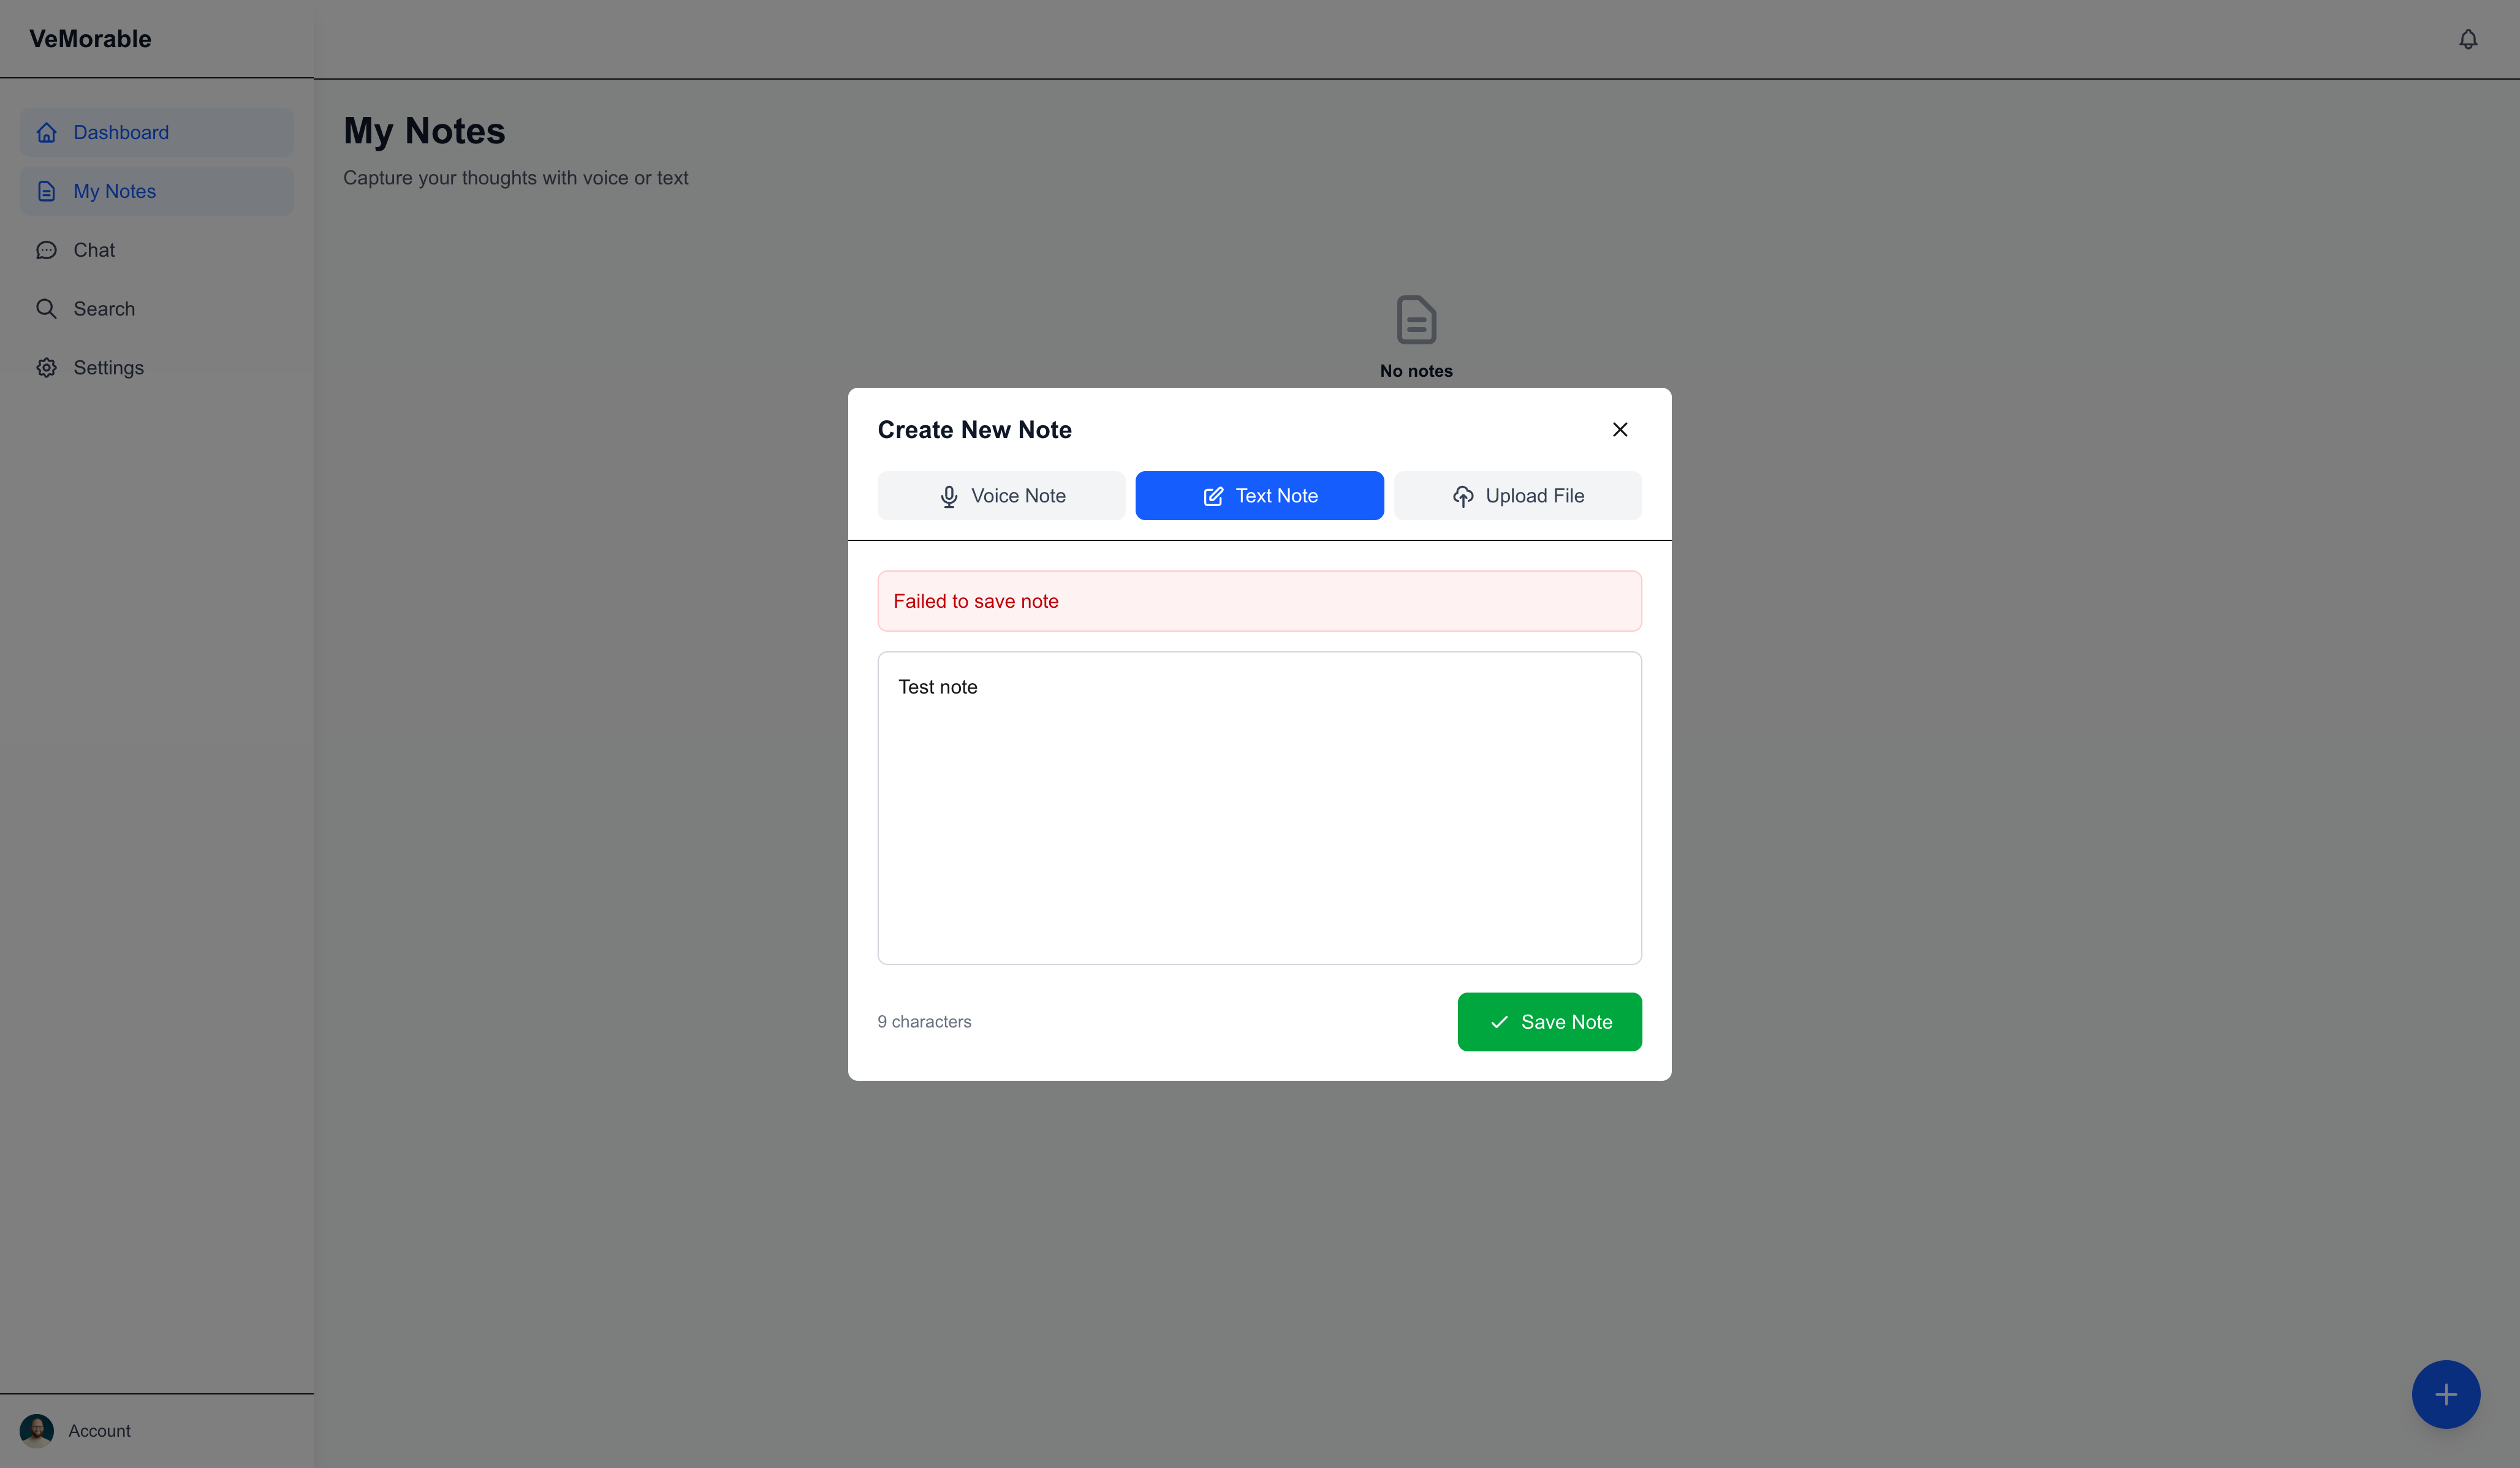 VeMorable
Dashboard
My Notes
Chat
Search
Settings
Account
My Notes
Capture your thoughts with voice or text
No notes
Create New Note
Voice Note
Text Note
Upload File
Failed to save note
Test note
9 characters
Save Note